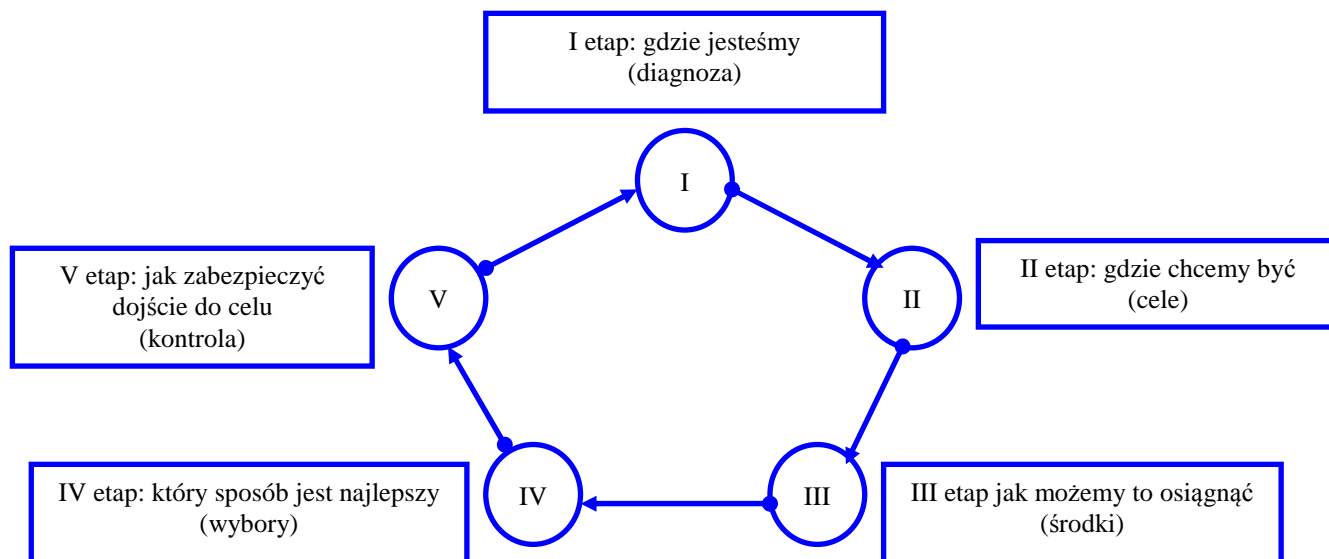 I etap: gdzie jesteśmy
(diagnoza)
I
V etap: jak zabezpieczyć
dojście do celu
(kontrola)
V
II
II etap: gdzie chcemy być
(cele)
IV etap: który sposób jest najlepszy
(wybory)
IV
III
III etap jak możemy to osiągnąć
(środki)